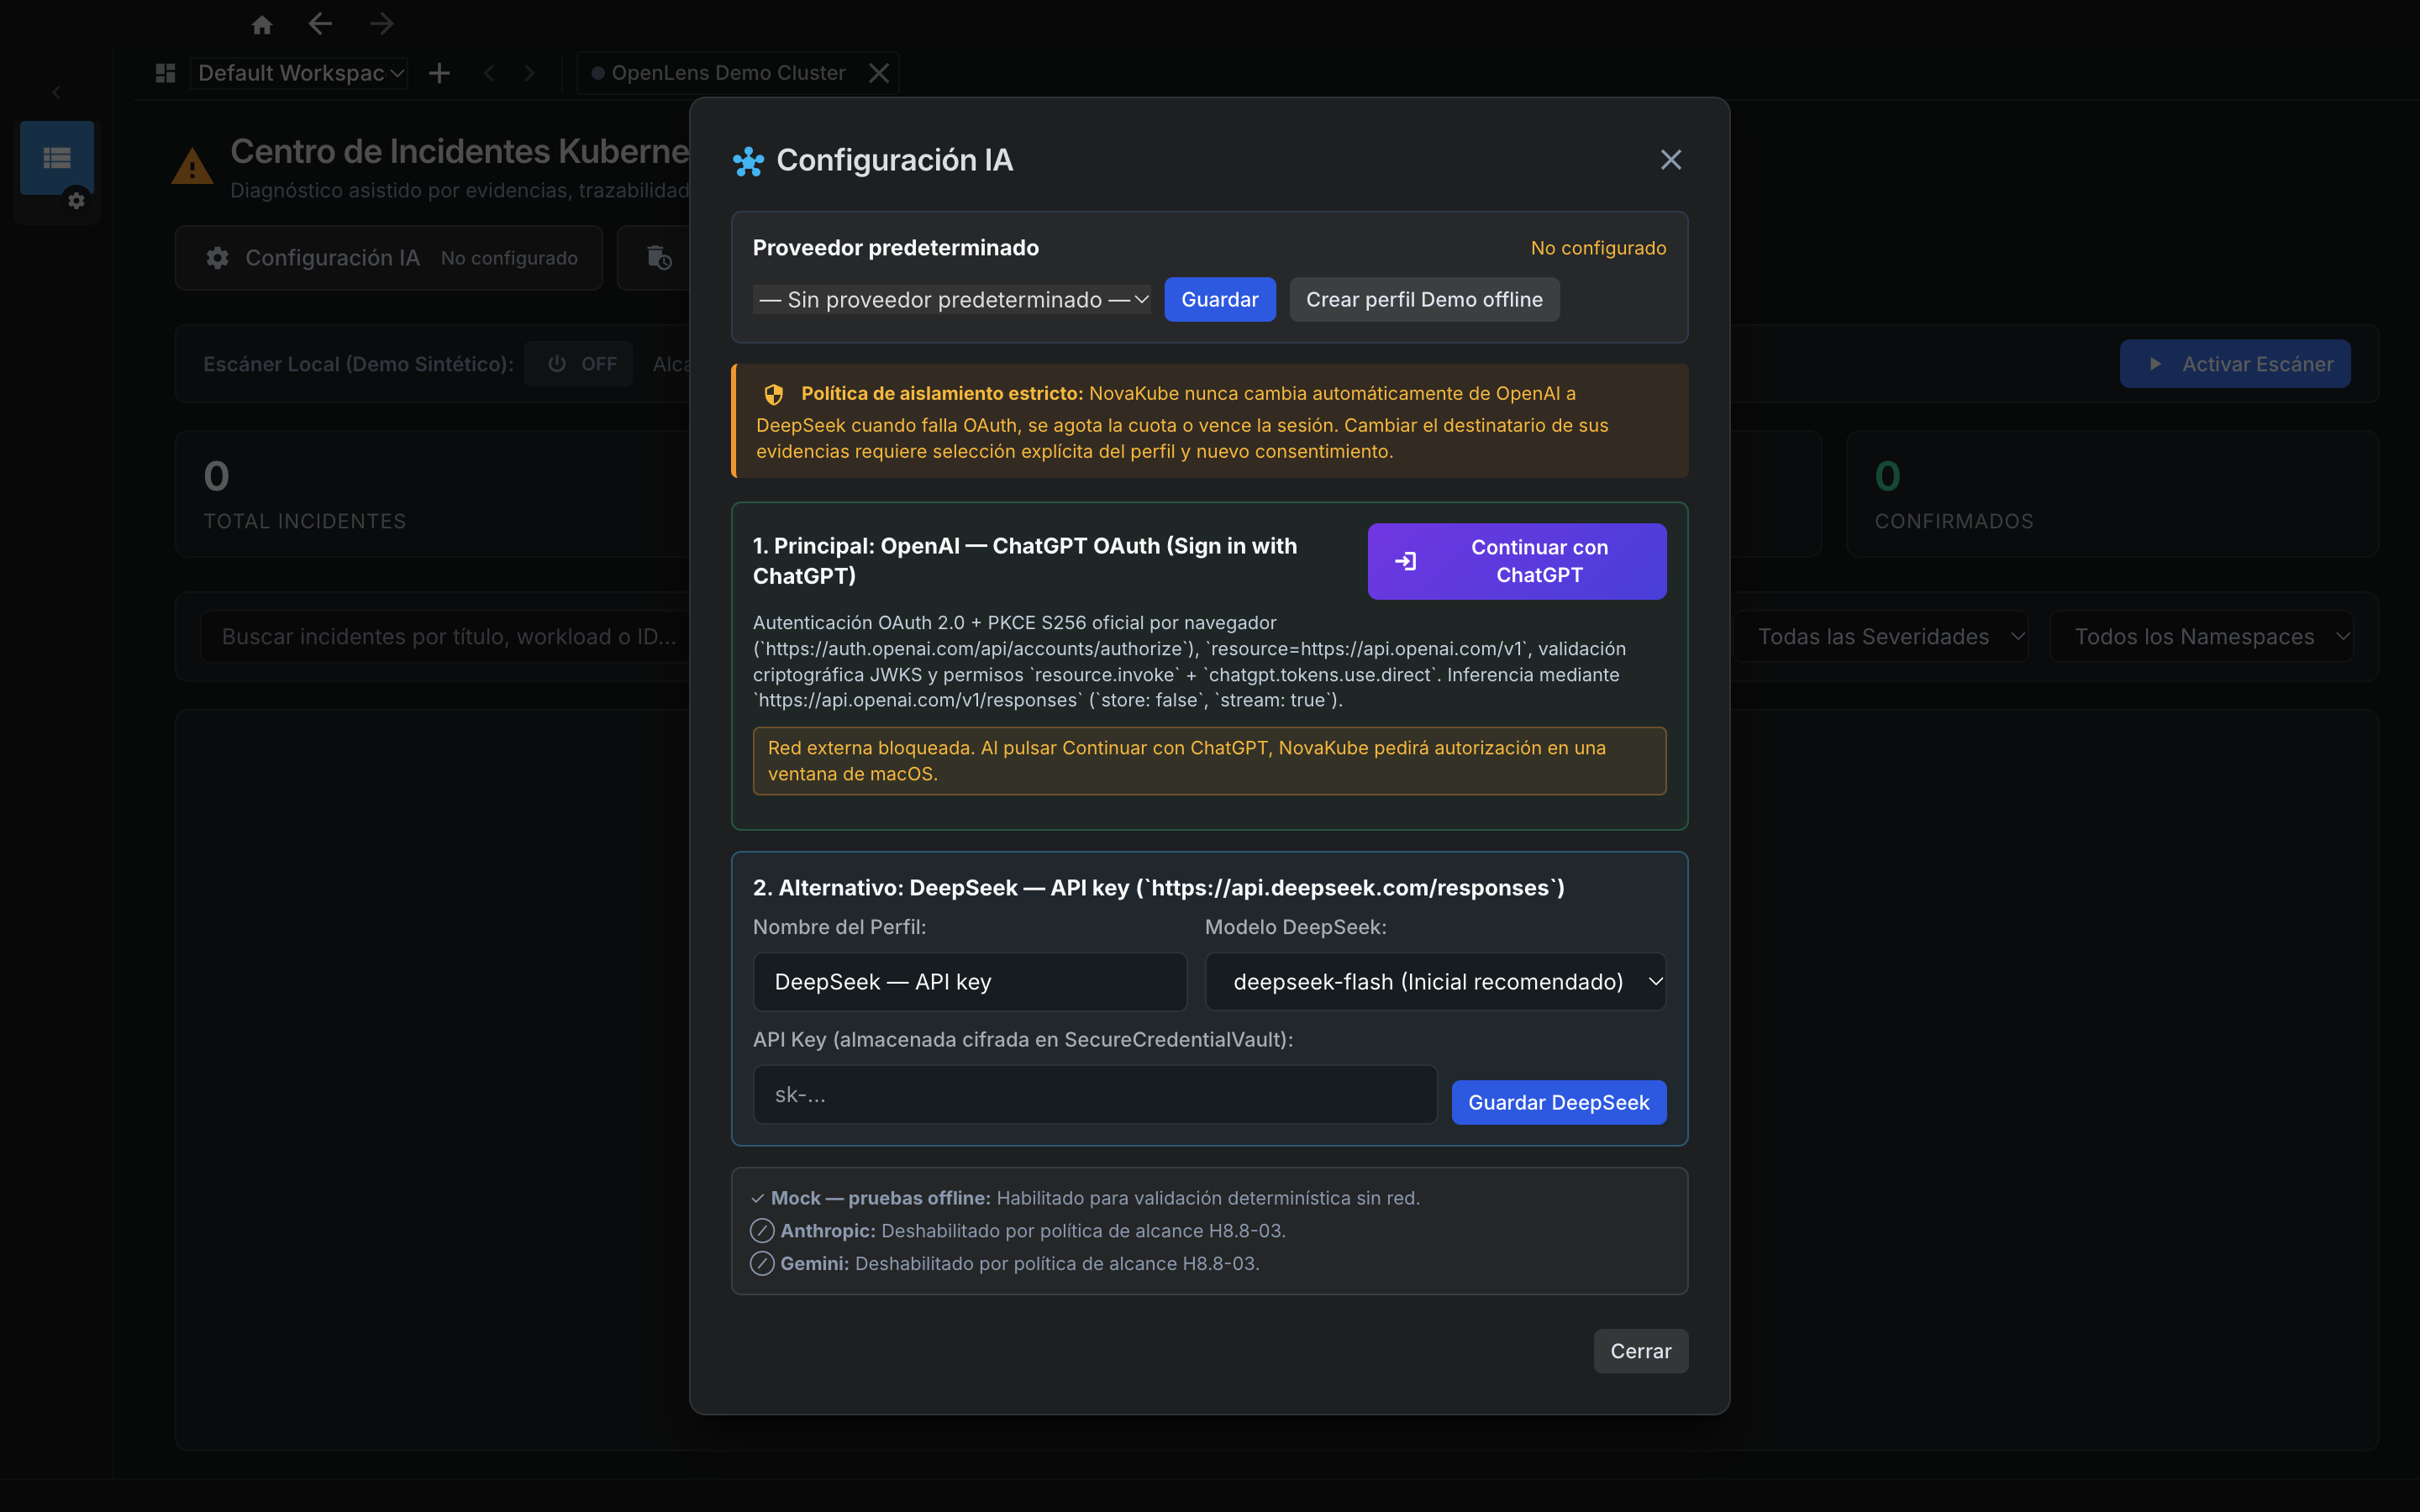 Default Workspac
OpenLens Demo Cluster
Centro de Incidentes Kuberne
Diagnóstico asistido por evidencias, trazabilidad
Configuración IA No configurado
Escáner Local (Demo Sintético): OFF Alca
Activar Escáner
0
TOTAL INCIDENTES
0
CONFIRMADOS
Buscar incidentes por título, workload o ID...
Todas las Severidades
Todos los Namespaces
Configuración IA
Proveedor predeterminado
No configurado
— Sin proveedor predeterminado —
Guardar
Crear perfil Demo offline
Política de aislamiento estricto: NovaKube nunca cambia automáticamente de OpenAI a
DeepSeek cuando falla OAuth, se agota la cuota o vence la sesión. Cambiar el destinatario de sus
evidencias requiere selección explícita del perfil y nuevo consentimiento.
1. Principal: OpenAI — ChatGPT OAuth (Sign in with
ChatGPT)
Continuar con
ChatGPT
Autenticación OAuth 2.0 + PKCE S256 oficial por navegador
(`https://auth.openai.com/api/accounts/authorize`), `resource=https://api.openai.com/v1`, validación
criptográfica JWKS y permisos `resource.invoke` + `chatgpt.tokens.use.direct`. Inferencia mediante
`https://api.openai.com/v1/responses` (`store: false`, `stream: true`).
Red externa bloqueada. Al pulsar Continuar con ChatGPT, NovaKube pedirá autorización en una
ventana de macOS.
2. Alternativo: DeepSeek — API key (`https://api.deepseek.com/responses`)
Nombre del Perfil:
Modelo DeepSeek:
DeepSeek — API key
deepseek-flash (Inicial recomendado)
API Key (almacenada cifrada en SecureCredentialVault):
sk-...
Guardar DeepSeek
✓ Mock — pruebas offline: Habilitado para validación determinística sin red.
Anthropic: Deshabilitado por política de alcance H8.8-03.
Gemini: Deshabilitado por política de alcance H8.8-03.
Cerrar